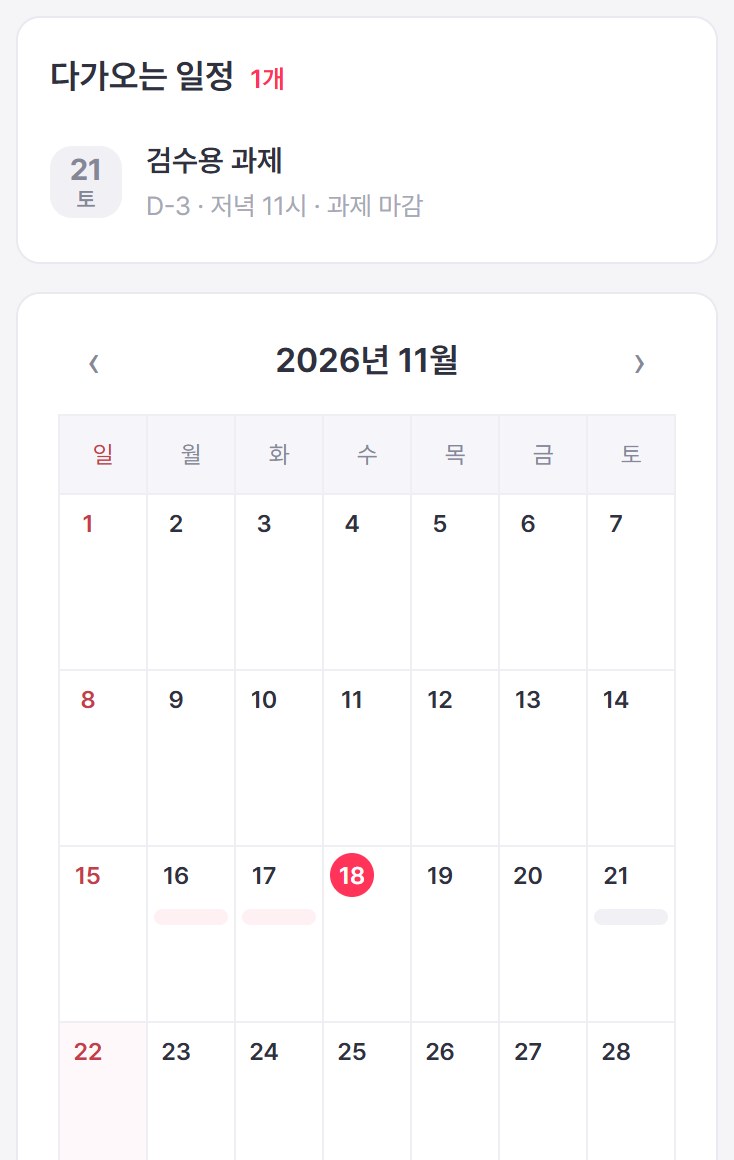 다가오는 일정 1개
21
토
검수용 과제
D-3 · 저녁 11시 · 과제 마감
‹ 2026년 11월 ›
일 월 화 수 목 금 토
1 2 3 4 5 6 7
8 9 10 11 12 13 14
15 16 17 18 19 20 21
22 23 24 25 26 27 28